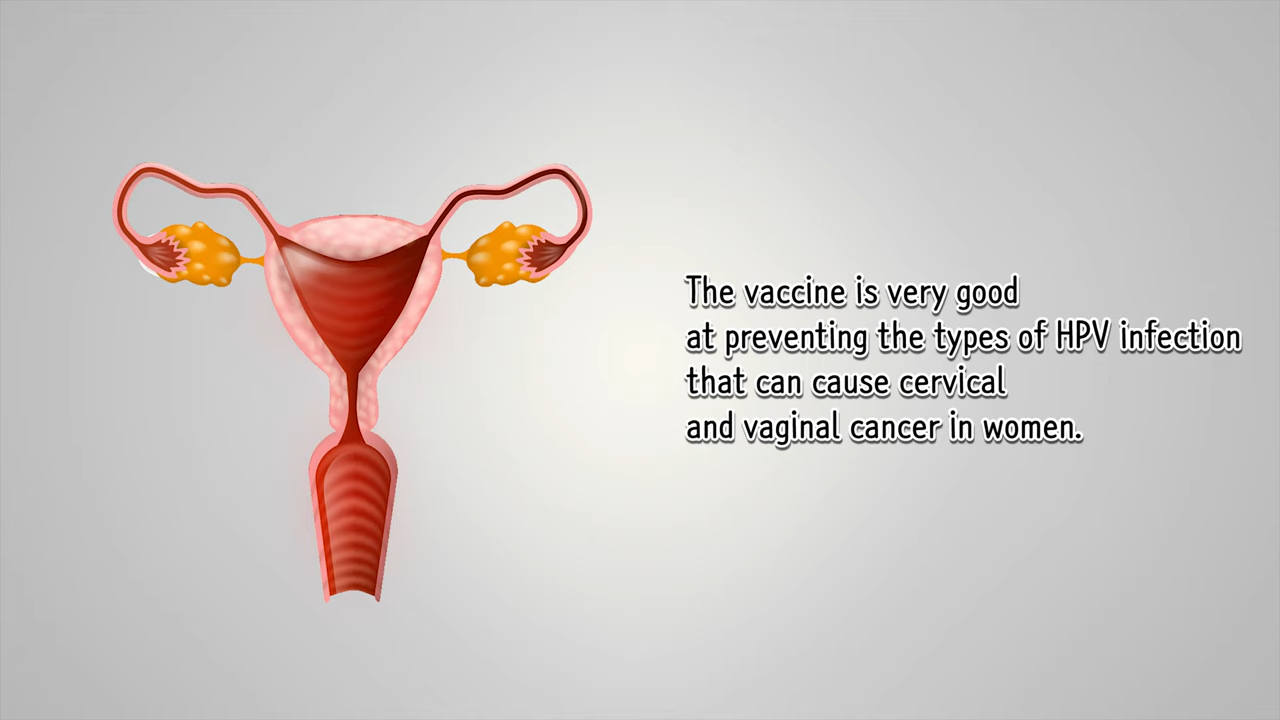 The vaccine is very good
at preventing the types of HPV infection
that can cause cervical
and vaginal cancer in women.